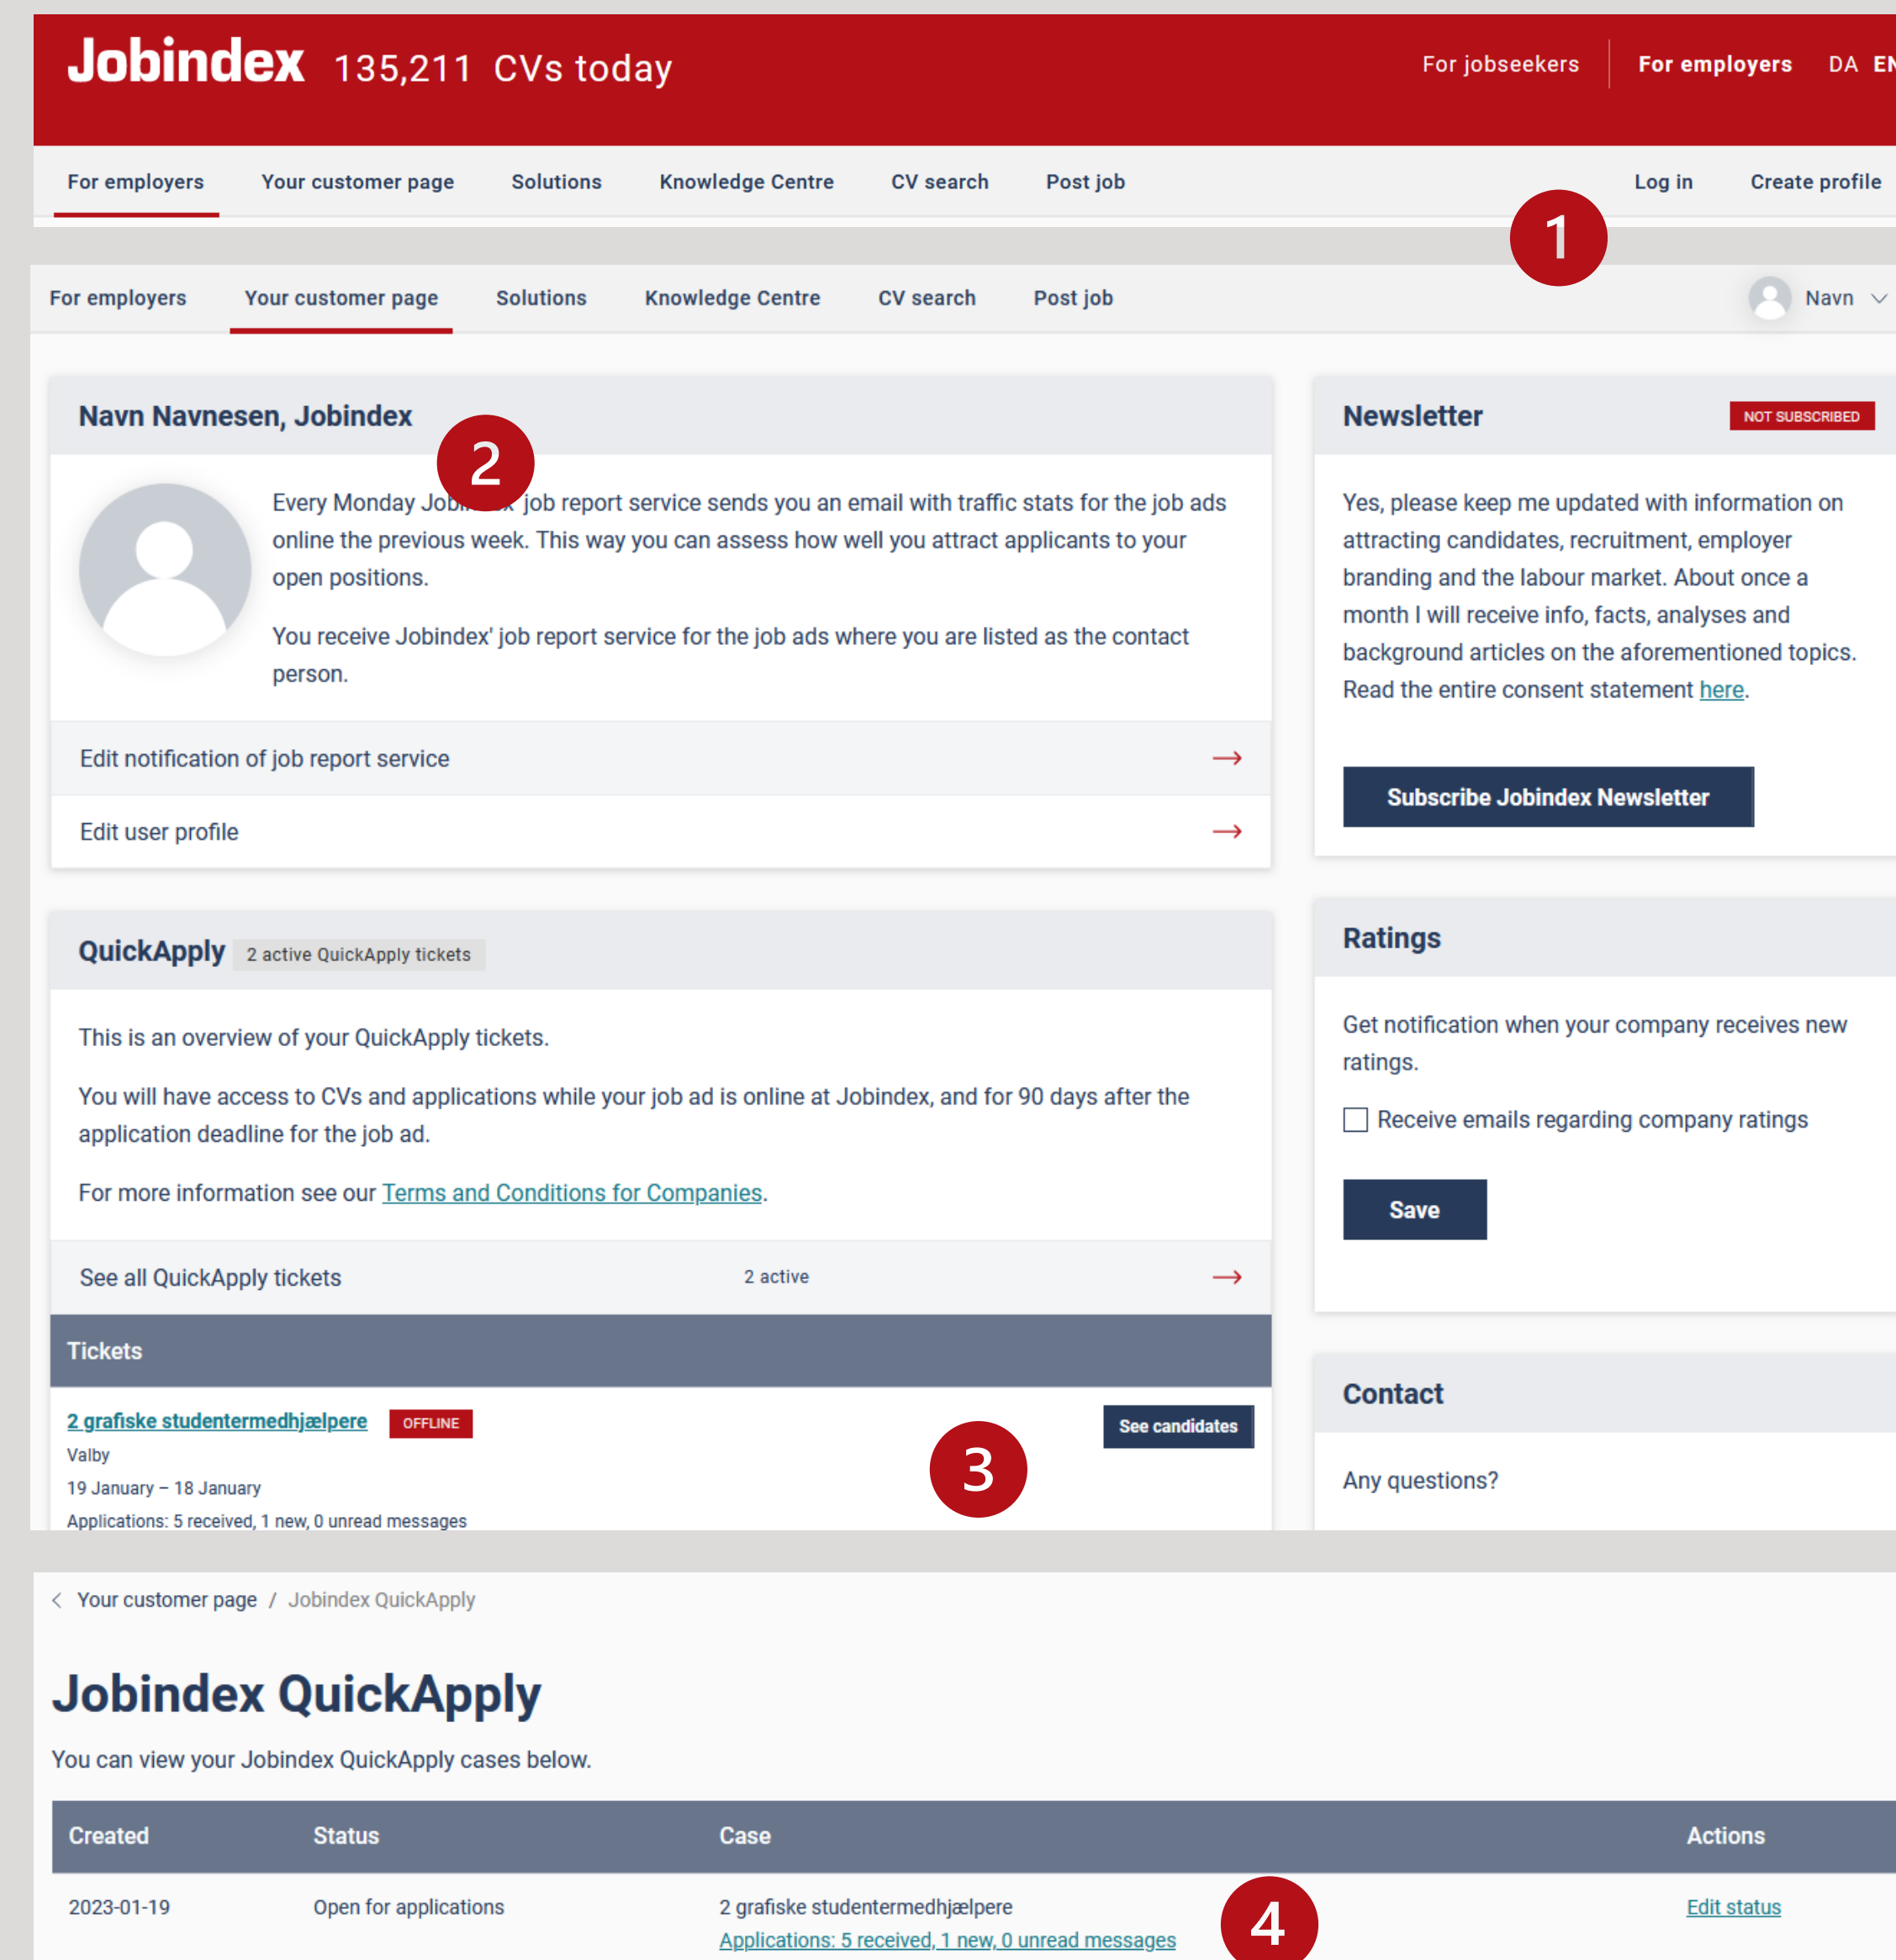 Jobindex 135,211 CVs today
For jobseekers For employers DA EN
For employers Your customer page Solutions Knowledge Centre CV search Post job Log in Create profile
1
For employers Your customer page Solutions Knowledge Centre CV search Post job Navn
Navn Navnesen, Jobindex
2
Every Monday job report service sends you an email with traffic stats for the job ads
online the previous week. This way you can assess how well you attract applicants to your
open positions.
You receive Jobindex' job report service for the job ads where you are listed as the contact
person.
Edit notification of job report service
Edit user profile
Newsletter NOT SUBSCRIBED
Yes, please keep me updated with information on
attracting candidates, recruitment, employer
branding and the labour market. About once a
month I will receive info, facts, analyses and
background articles on the aforementioned topics.
Read the entire consent statement here.
Subscribe Jobindex Newsletter
QuickApply 2 active QuickApply tickets
This is an overview of your QuickApply tickets.
You will have access to CVs and applications while your job ad is online at Jobindex, and for 90 days after the
application deadline for the job ad.
For more information see our Terms and Conditions for Companies.
See all QuickApply tickets 2 active
Tickets
2 grafiske studentermedhjælpere OFFLINE See candidates
Valby
19 January – 18 January
Applications: 5 received, 1 new, 0 unread messages
3
Ratings
Get notification when your company receives new
ratings.
Receive emails regarding company ratings
Save
Contact
Any questions?
< Your customer page / Jobindex QuickApply
Jobindex QuickApply
You can view your Jobindex QuickApply cases below.
Created Status Case Actions
2023-01-19 Open for applications 2 grafiske studentermedhjælpere Edit status
Applications: 5 received, 1 new, 0 unread messages
4